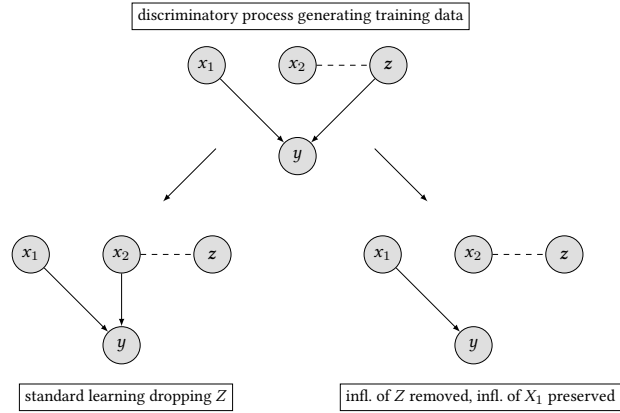 discriminatory process generating training data
x₁ x₂ z
y
x₁ x₂ z x₁ x₂ z
y y
standard learning dropping Z infl. of Z removed, infl. of X₁ preserved